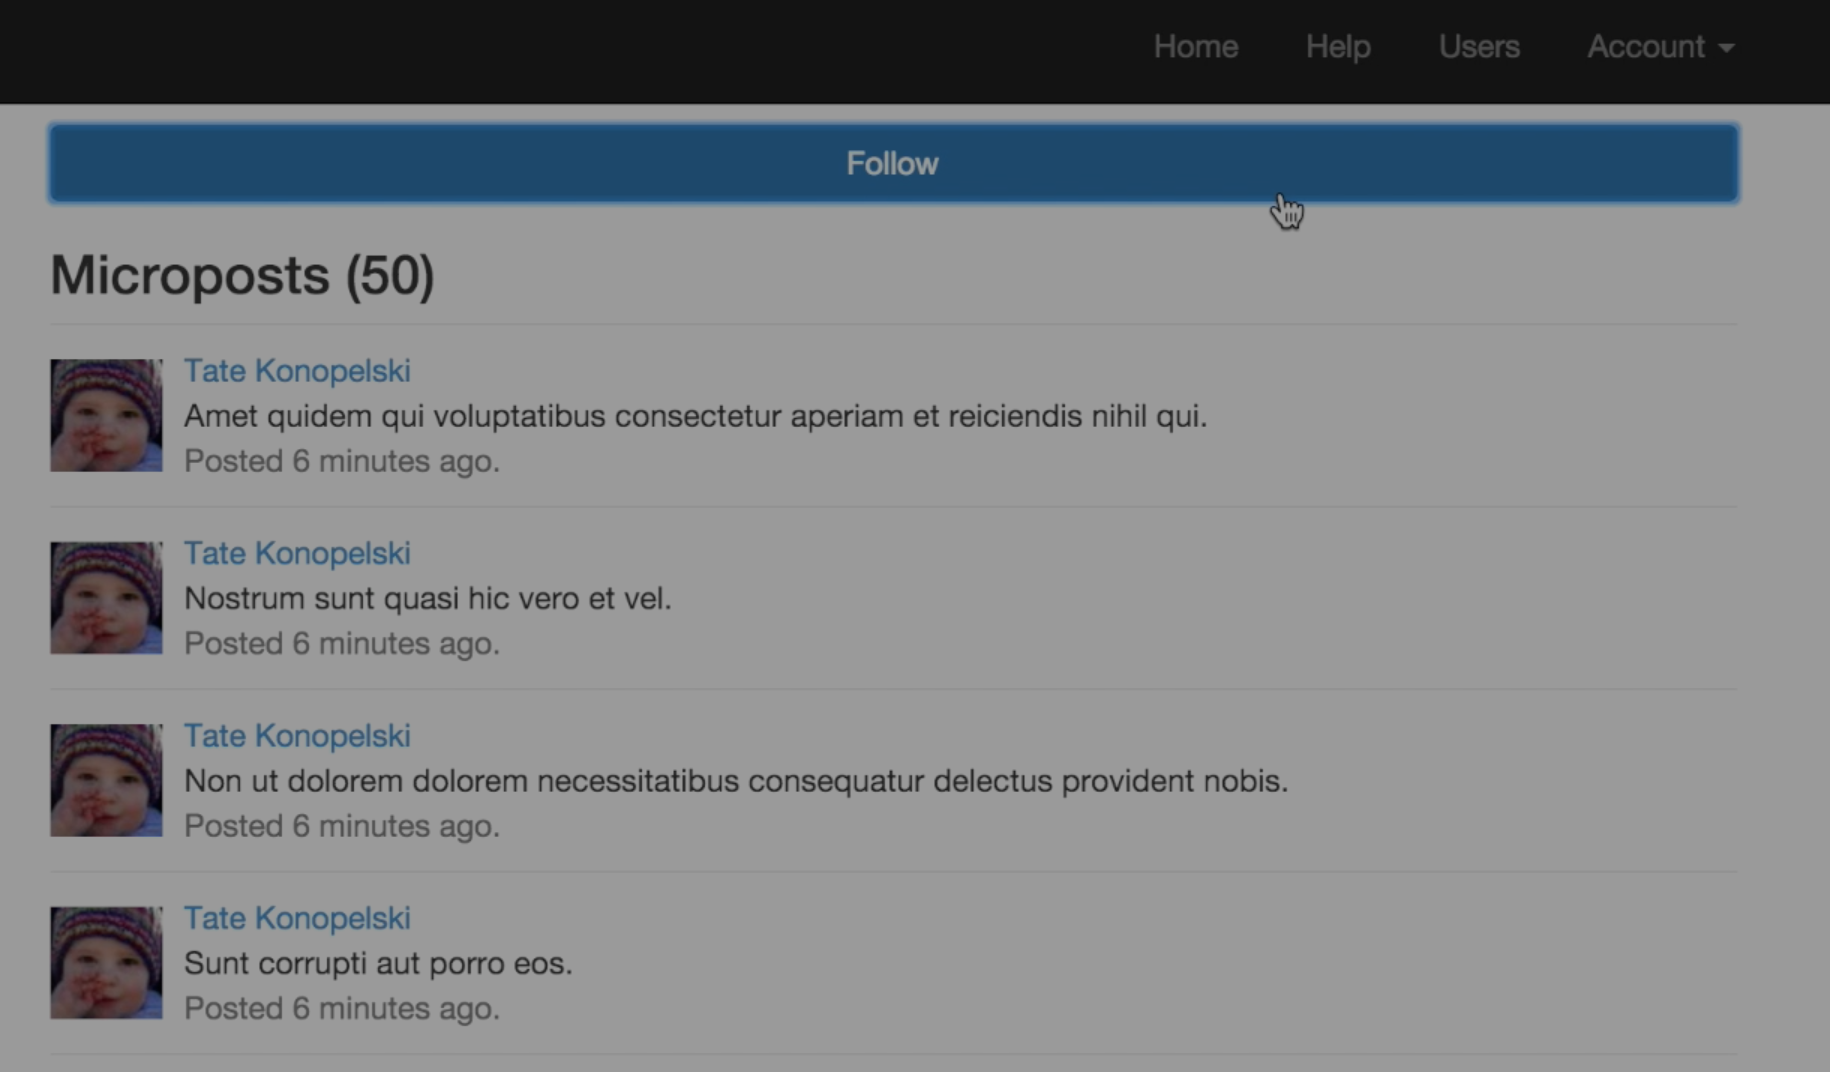 Home Help Users Account
Follow
Microposts (50)
Tate Konopelski
Amet quidem qui voluptatibus consectetur aperiam et reiciendis nihil qui.
Posted 6 minutes ago.
Tate Konopelski
Nostrum sunt quasi hic vero et vel.
Posted 6 minutes ago.
Tate Konopelski
Non ut dolorem dolorem necessitatibus consequatur delectus provident nobis.
Posted 6 minutes ago.
Tate Konopelski
Sunt corrupti aut porro eos.
Posted 6 minutes ago.